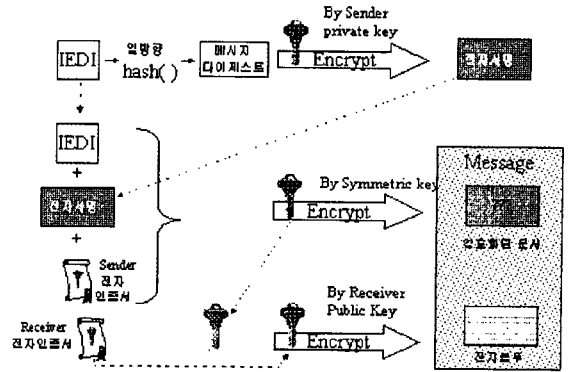 By Sender
private key
IEDI
일방향
hash( )
메시지
다이제스트
Encrypt
전자서명
IEDI
+
전자서명
+
Sender
전자
인증서
By Symmetric key
Encrypt
Message
암호화된 문서
Receiver
전자인증서
By Receiver
Public Key
Encrypt
전자봉투